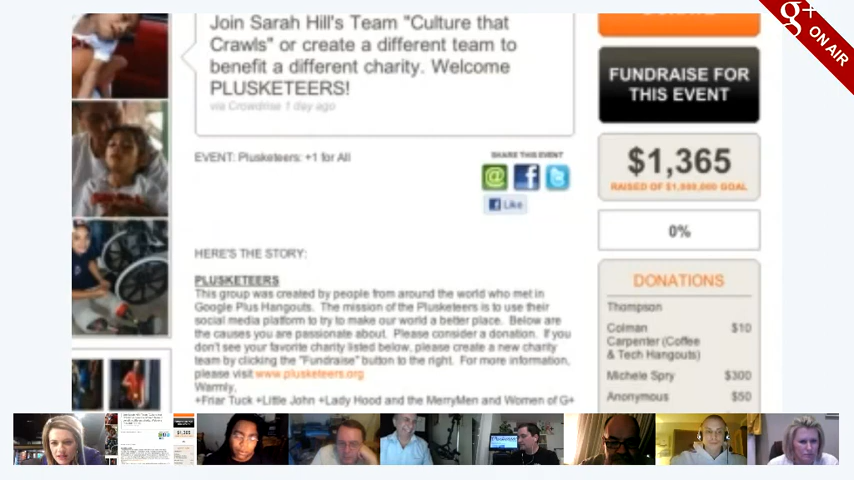 Join Sarah Hill's Team "Culture that
Crawls" or create a different team to
benefit a different charity. Welcome
PLUSKETEERS!
via Crowdrise 1 day ago
EVENT: Plusketeers: +1 for All
SHARE THIS EVENT
Like
HERE'S THE STORY:
PLUSKETEERS
This group was created by people from around the world who met in
Google Plus Hangouts. The mission of the Plusketeers is to use their
social media platform to try to make our world a better place. Below are
the causes you are passionate about. Please consider a donation. If you
don't see your favorite charity listed below, please create a new charity
team by clicking the "Fundraise" button to the right. For more information,
please visit www.plusketeers.org
Warmly,
+Friar Tuck +Little John +Lady Hood and the MerryMen and Women of G+
DONATE
FUNDRAISE FOR
THIS EVENT
$1,365
RAISED OF $1,000,000 GOAL
0%
DONATIONS
Thompson
Colman $10
Carpenter (Coffee
& Tech Hangouts)
Michele Spry $300
Anonymous $50
g+
ON AIR